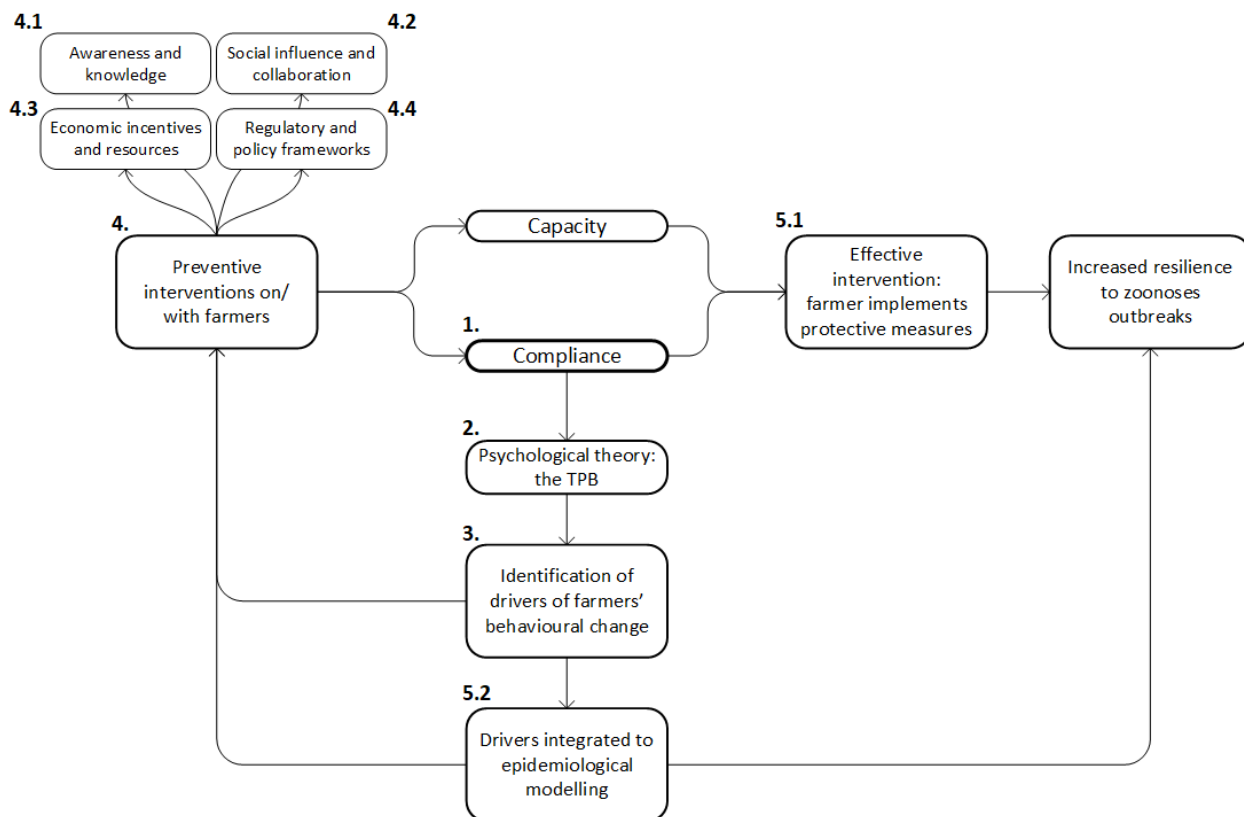 4.1
Awareness and
knowledge
4.2
Social influence and
collaboration
4.3
Economic incentives
and resources
4.4
Regulatory and
policy frameworks
4.
Preventive
interventions on/
with farmers
Capacity
1.
Compliance
5.1
Effective
intervention:
farmer implements
protective measures
Increased resilience
to zoonoses
outbreaks
2.
Psychological theory:
the TPB
3.
Identification of
drivers of farmers’
behavioural change
5.2
Drivers integrated to
epidemiological
modelling